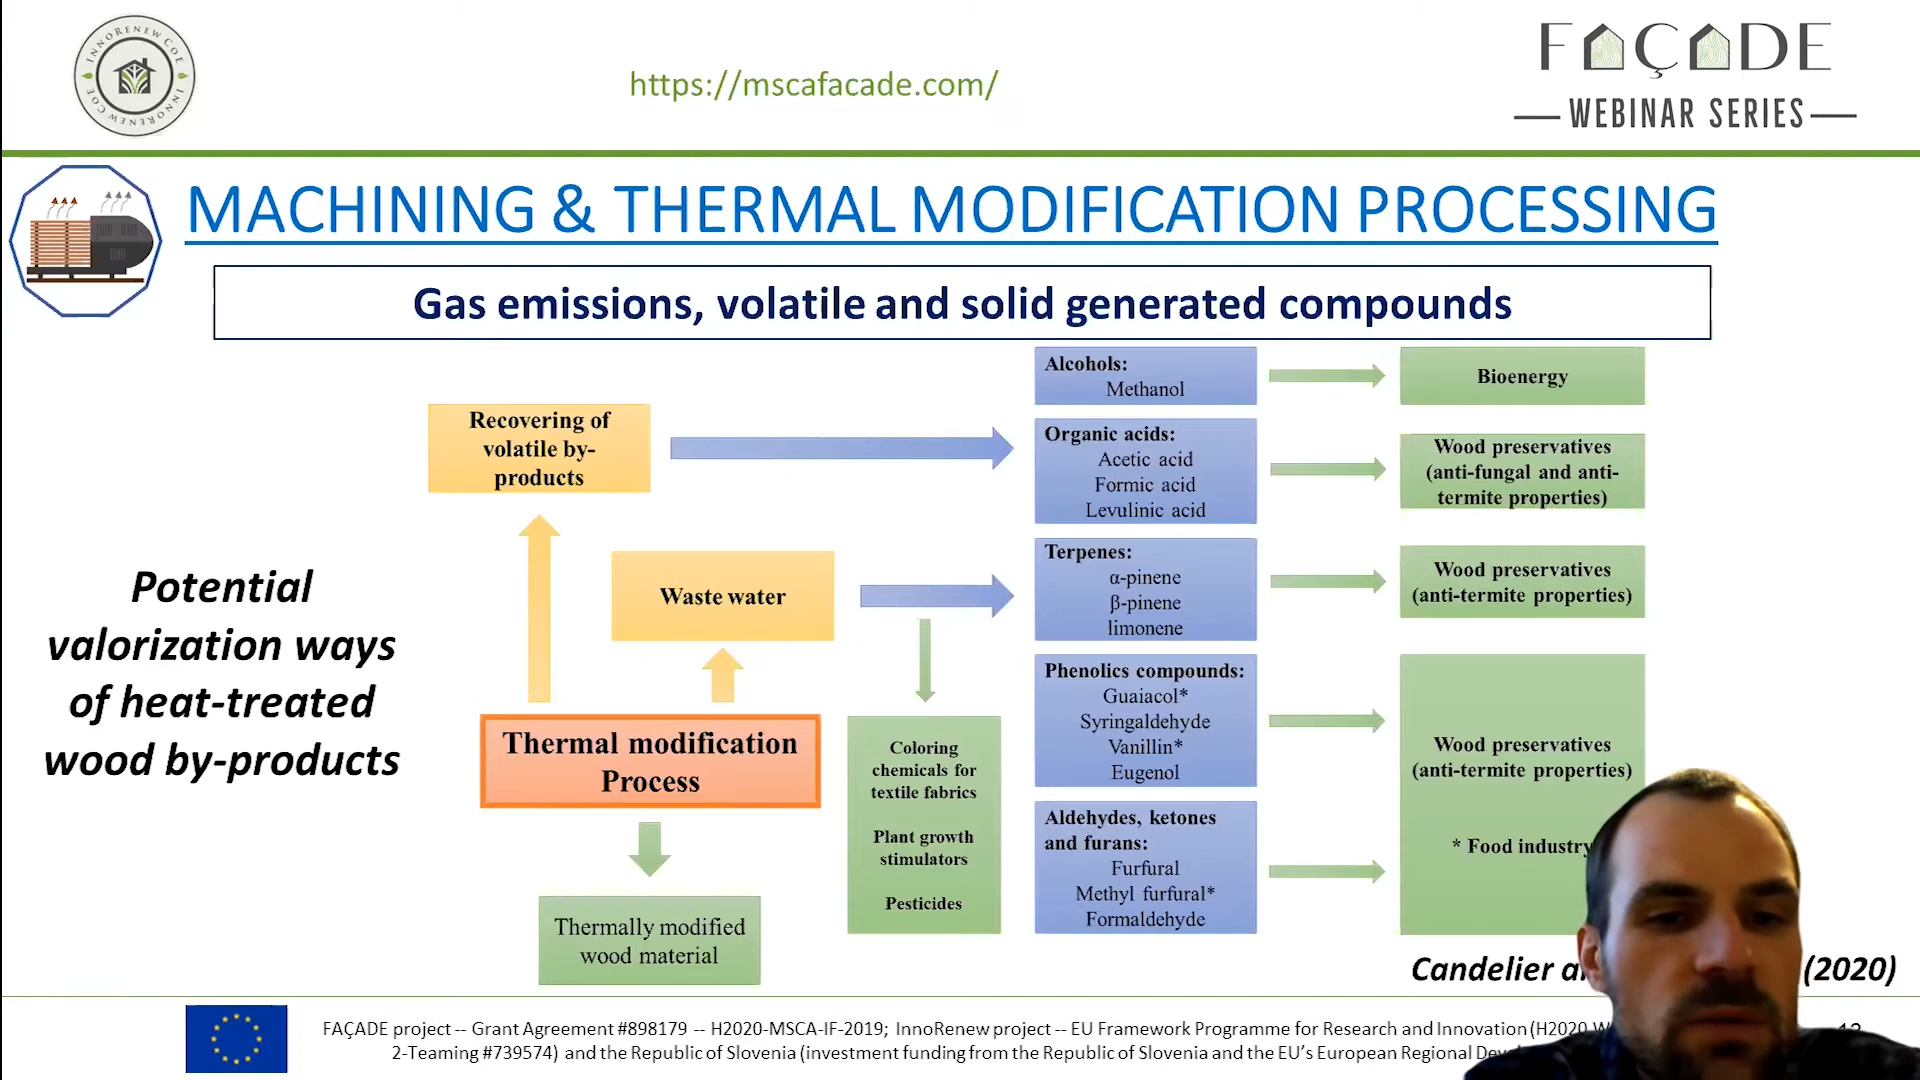 INNORENEW COE
INNORENEW COE
https://mscafacade.com/
FAÇADE
WEBINAR SERIES
MACHINING & THERMAL MODIFICATION PROCESSING
Gas emissions, volatile and solid generated compounds
Potential
valorization ways
of heat-treated
wood by-products
Recovering of
volatile by-
products
Waste water
Thermal modification
Process
Thermally modified
wood material
Coloring
chemicals for
textile fabrics
Plant growth
stimulators
Pesticides
Alcohols:
Methanol
Organic acids:
Acetic acid
Formic acid
Levulinic acid
Terpenes:
α-pinene
β-pinene
limonene
Phenolics compounds:
Guaiacol*
Syringaldehyde
Vanillin*
Eugenol
Aldehydes, ketones
and furans:
Furfural
Methyl furfural*
Formaldehyde
Bioenergy
Wood preservatives
(anti-fungal and anti-
termite properties)
Wood preservatives
(anti-termite properties)
Wood preservatives
(anti-termite properties)
* Food industry
Candelier (2020)
FAÇADE project -- Grant Agreement #898179 -- H2020-MSCA-IF-2019; InnoRenew project -- EU Framework Programme for Research and Innovation (H2020
2-Teaming #739574) and the Republic of Slovenia (investment funding from the Republic of Slovenia and the EU's European Regional